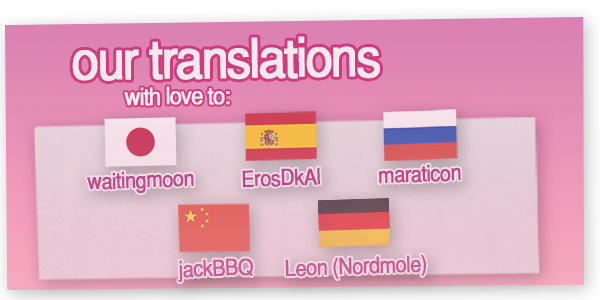 our translations
with love to:
waitingmoon ErosDkAl maraticon
jackBBQ Leon (Nordmole)